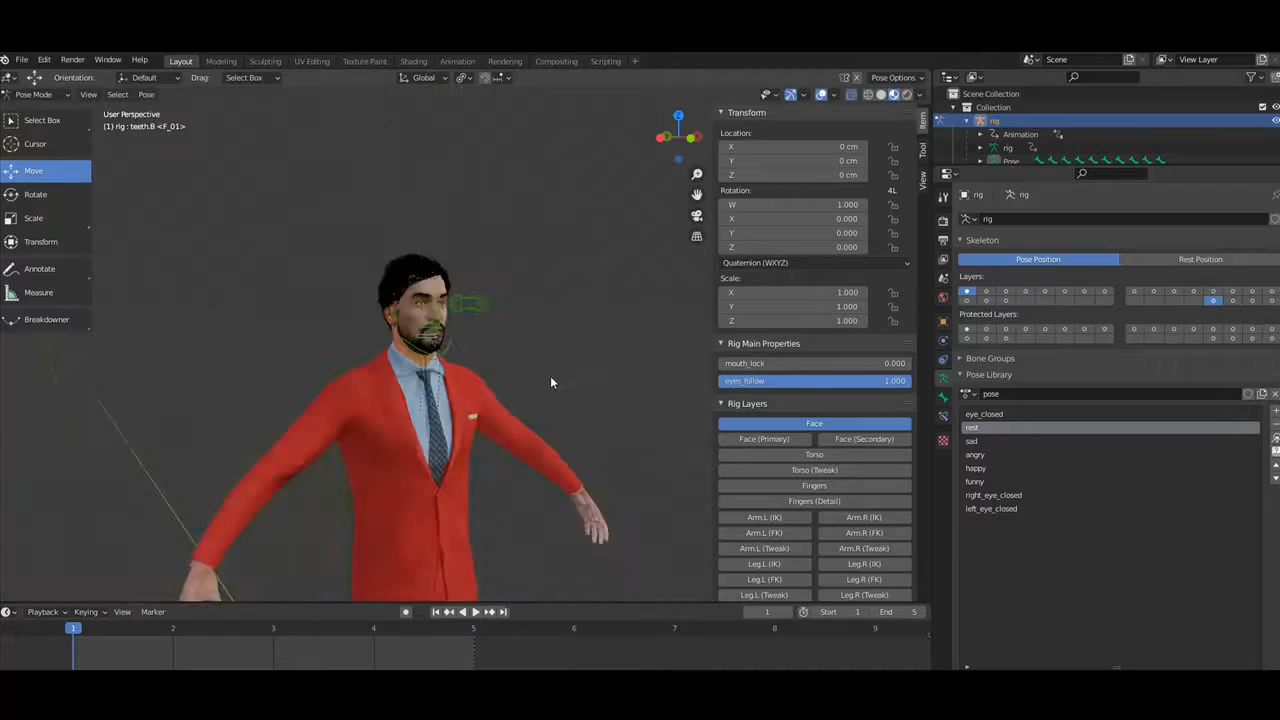 File Edit Render Window Help
Layout Modeling Sculpting UV Editing Texture Paint Shading Animation Rendering Compositing Scripting +
Scene
View Layer
Orientation: Default Drag: Select Box
Global
Pose Options
Pose Mode View Select Pose
User Perspective
(1) rig : teeth.B <F_01>
Select Box
Cursor
Move
Rotate
Scale
Transform
Annotate
Measure
Breakdowner
Z
Item
Tool
View
Transform
Location:
X 0 cm
Y 0 cm
Z 0 cm
Rotation: 4L
W 1.000
X 0.000
Y 0.000
Z 0.000
Quaternion (WXYZ)
Scale:
X 1.000
Y 1.000
Z 1.000
Rig Main Properties
mouth_lock 0.000
eyes_follow 1.000
Rig Layers
Face
Face (Primary) Face (Secondary)
Torso
Torso (Tweak)
Fingers
Fingers (Detail)
Arm.L (IK) Arm.R (IK)
Arm.L (FK) Arm.R (FK)
Arm.L (Tweak) Arm.R (Tweak)
Leg.L (IK) Leg.R (IK)
Leg.L (FK) Leg.R (FK)
Leg.L (Tweak) Leg.R (Tweak)
Scene Collection
Collection
rig
Animation
rig
Pose
rig rig
rig
Skeleton
Pose Position Rest Position
Layers:
Protected Layers:
Bone Groups
Pose Library
pose
eye_closed
rest
sad
angry
happy
funny
right_eye_closed
left_eye_closed
Playback Keying View Marker
1 Start 1 End 5
1 2 3 4 5 6 7 8 9